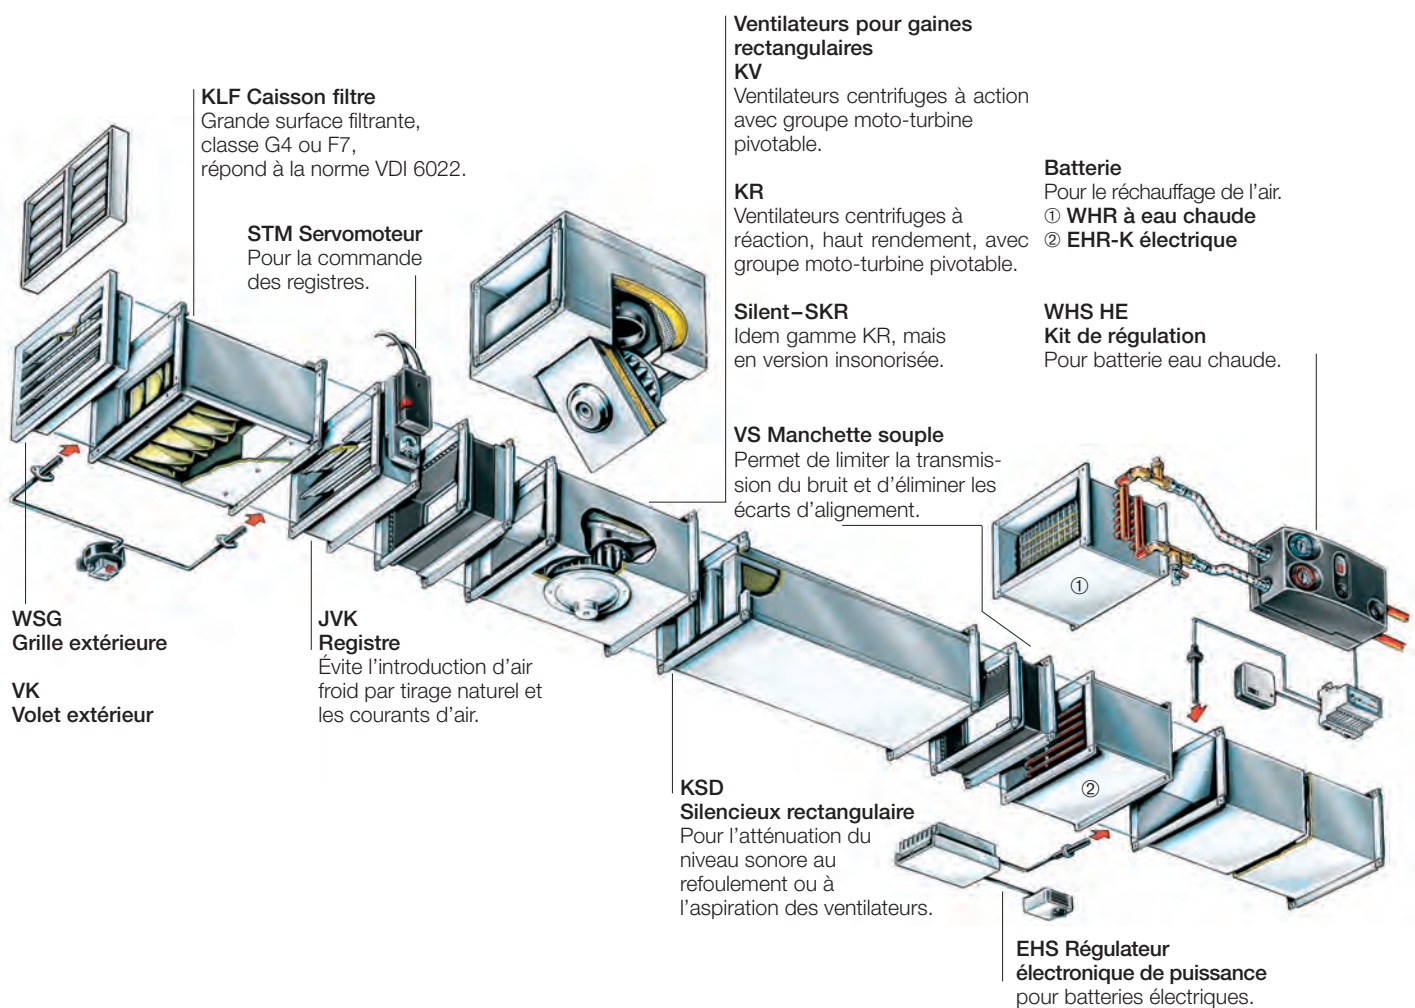 Ventilateurs pour gaines
rectangulaires
KV
Ventilateurs centrifuges à action
avec groupe moto-turbine
pivotable.
KR
Ventilateurs centrifuges à
réaction, haut rendement, avec
groupe moto-turbine pivotable.
Silent–SKR
Idem gamme KR, mais
en version insonorisée.
VS Manchette souple
Permet de limiter la transmis-
sion du bruit et d'éliminer les
écarts d'alignement.
KLF Caisson filtre
Grande surface filtrante,
classe G4 ou F7,
répond à la norme VDI 6022.
STM Servomoteur
Pour la commande
des registres.
Batterie
Pour le réchauffage de l'air.
① WHR à eau chaude
② EHR-K électrique
WHS HE
Kit de régulation
Pour batterie eau chaude.
①
WSG
Grille extérieure
VK
Volet extérieur
JVK
Registre
Évite l'introduction d'air
froid par tirage naturel et
les courants d'air.
②
KSD
Silencieux rectangulaire
Pour l'atténuation du
niveau sonore au
refoulement ou à
l'aspiration des ventilateurs.
EHS Régulateur
électronique de puissance
pour batteries électriques.